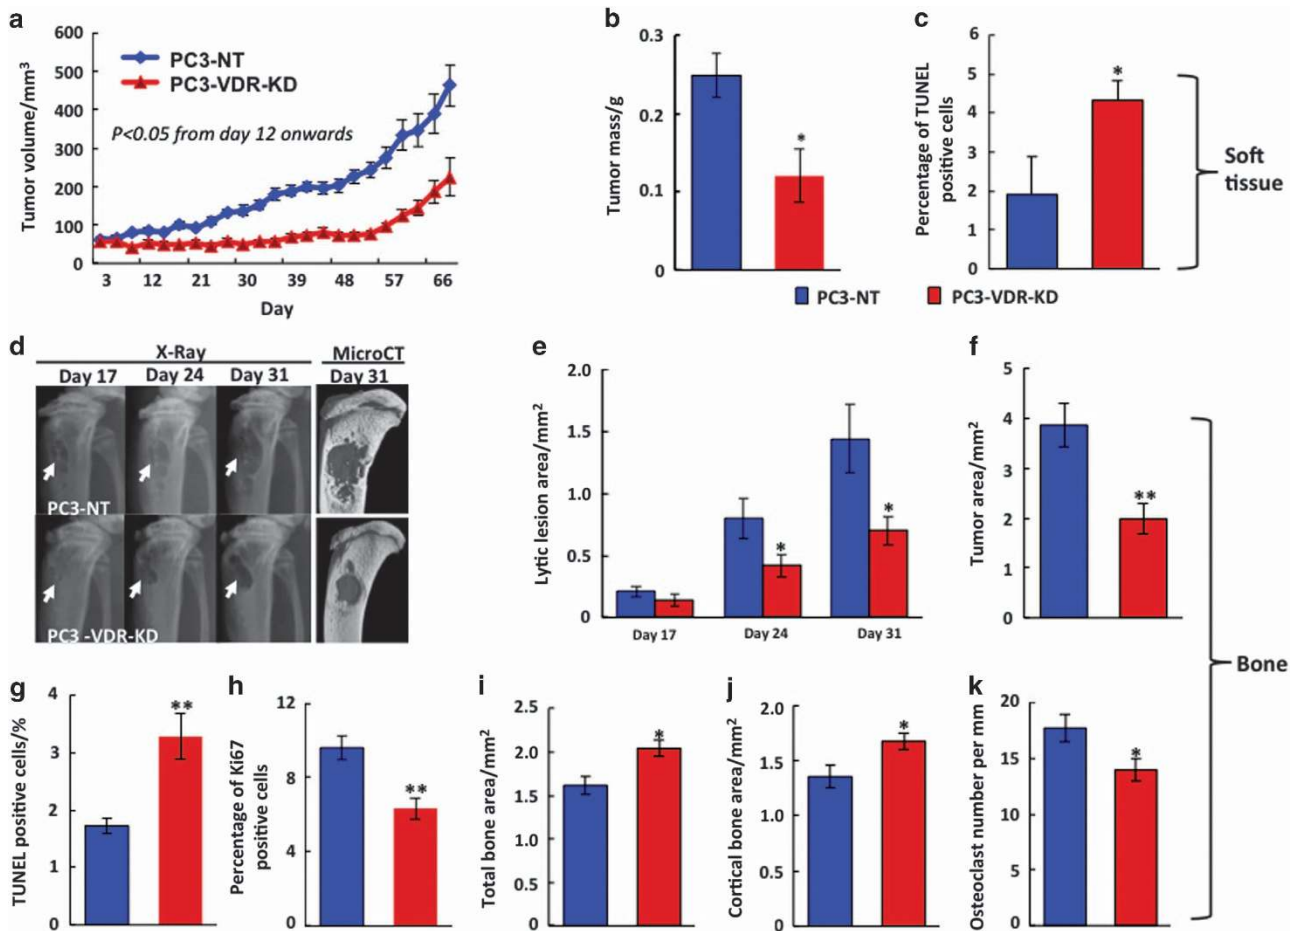 a
600
500
400
300
200
100
0
Tumor volume/mm³
PC3-NT
PC3-VDR-KD
P<0.05 from day 12 onwards
3 12 21 30 39 48 57 66
Day
b
0.3
0.2
0.1
0
Tumor mass/g
*
c
6
5
4
3
2
1
0
Percentage of TUNEL
positive cells
*
Soft
tissue
PC3-NT PC3-VDR-KD
d
X-Ray MicroCT
Day 17 Day 24 Day 31 Day 31
PC3-NT
PC3 -VDR-KD
e
2.0
1.5
1.0
0.5
0
Lytic lesion area/mm²
*
*
Day 17 Day 24 Day 31
f
5
4
3
2
1
0
Tumor area/mm²
**
Bone
g
4
3
2
1
0
TUNEL positive cells/%
**
h
12
9
6
3
0
Percentage of Ki67
positive cells
**
i
2.5
2.0
1.5
1.0
0.5
0
Total bone area/mm²
*
j
2.0
1.5
1.0
0.5
0
Cortical bone area/mm²
*
k
20
15
10
5
0
Osteoclast number per mm
*